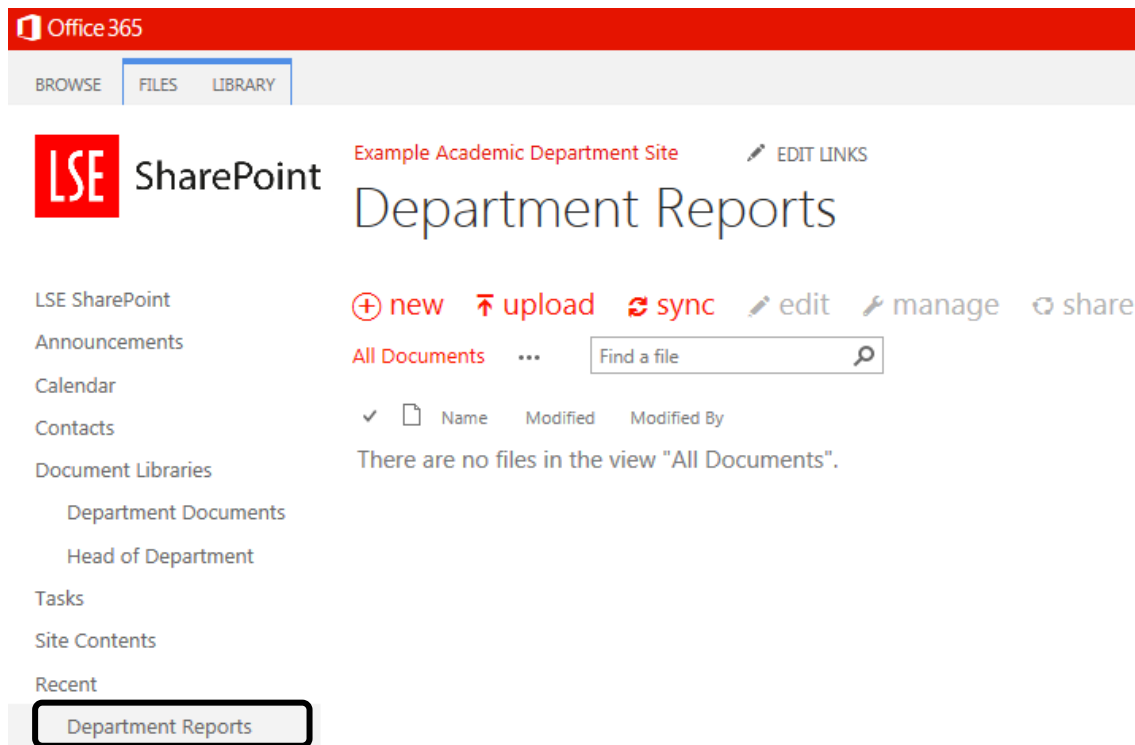 Office 365
BROWSE FILES LIBRARY
LSE SharePoint
Example Academic Department Site EDIT LINKS
Department Reports
LSE SharePoint
Announcements
Calendar
Contacts
Document Libraries
Department Documents
Head of Department
Tasks
Site Contents
Recent
Department Reports
new upload sync edit manage share
All Documents ... Find a file
Name Modified Modified By
There are no files in the view "All Documents".